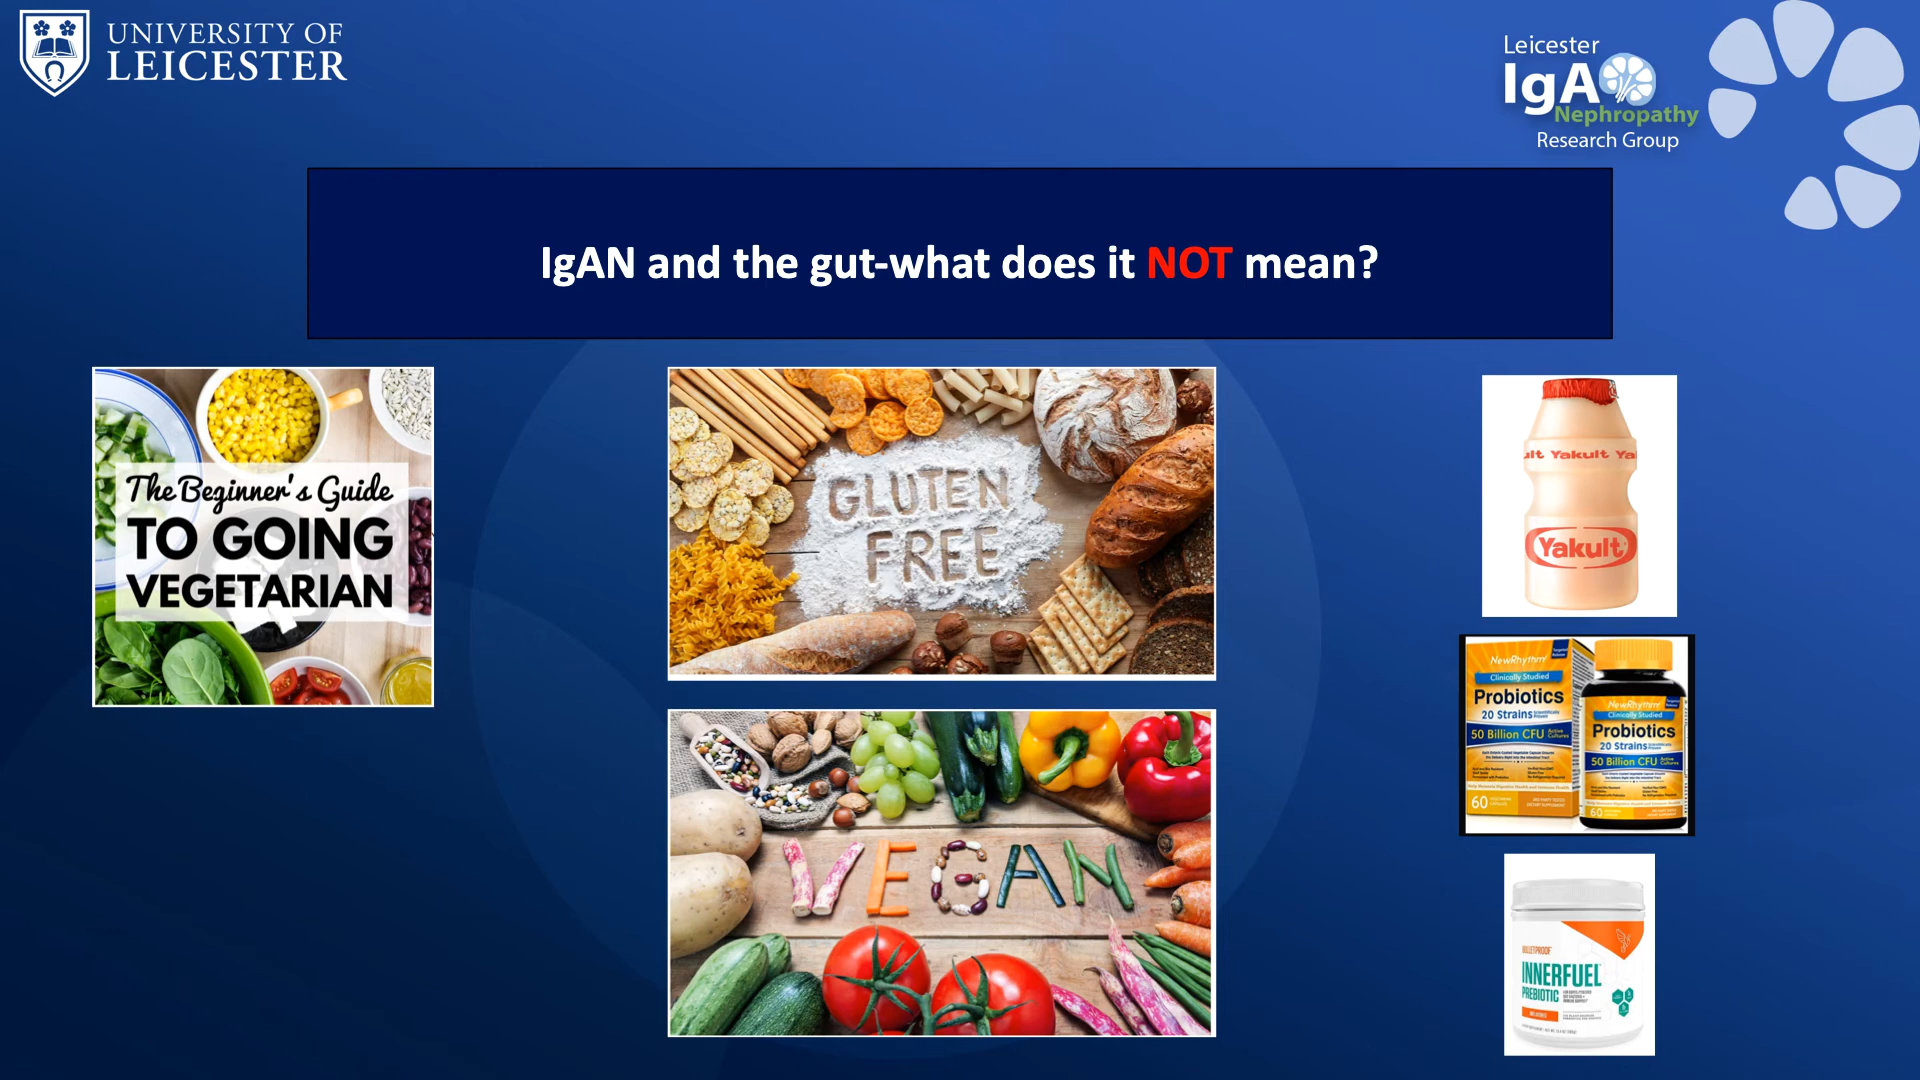 UNIVERSITY OF
LEICESTER
Leicester
IgA
Nephropathy
Research Group
IgAN and the gut-what does it NOT mean?
The Beginner's Guide
TO GOING
VEGETARIAN
GLUTEN
FREE
VEGAN
Yakult
Yakult
NewRhythm
Clinically Studied
Probiotics
20 Strains
50 Billion CFU
60
NewRhythm
Clinically Studied
Probiotics
20 Strains
50 Billion CFU
60
BULLETPROOF
INNERFUEL
PREBIOTIC